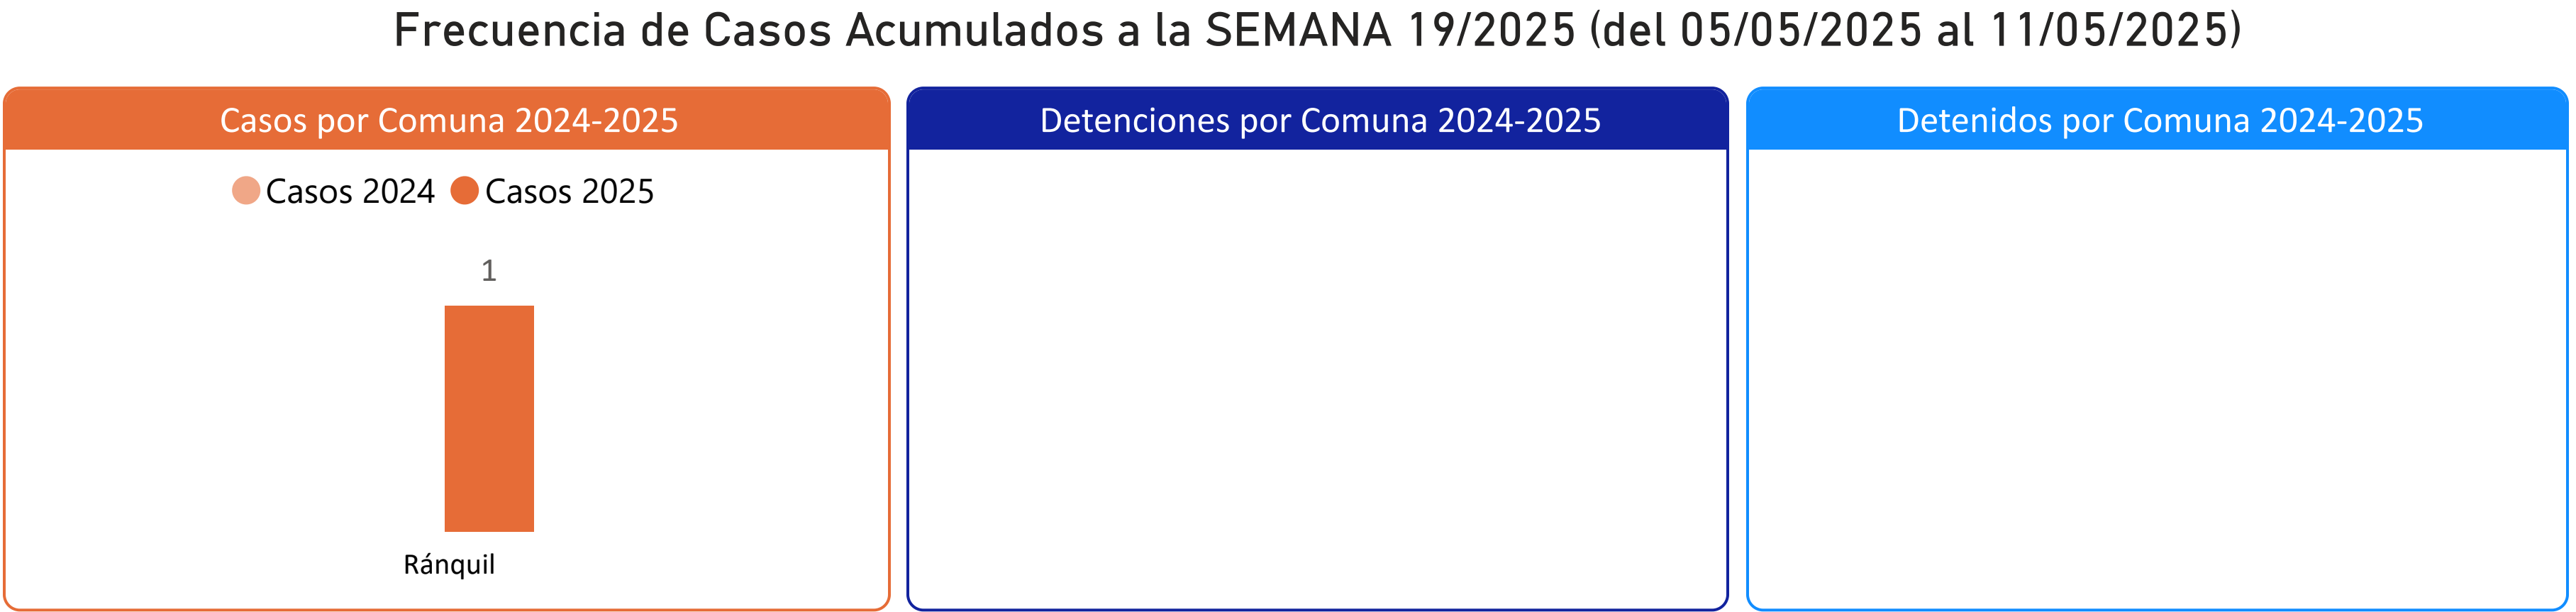 Frecuencia de Casos Acumulados a la SEMANA 19/2025 (del 05/05/2025 al 11/05/2025)
Casos por Comuna 2024-2025
Casos 2024 Casos 2025
1
Ránquil
Detenciones por Comuna 2024-2025
Detenidos por Comuna 2024-2025